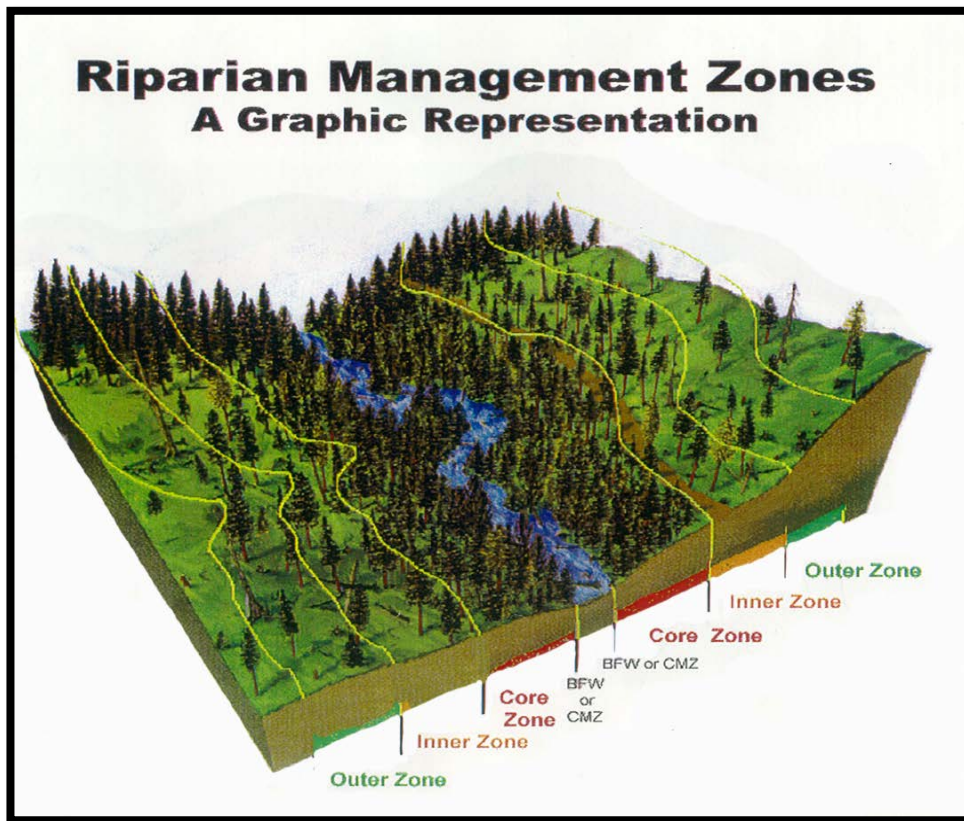 Riparian Management Zones
A Graphic Representation
Outer Zone
Inner Zone
Core Zone
BFW or CMZ
BFW
or
CMZ
Core
Zone
Inner Zone
Outer Zone